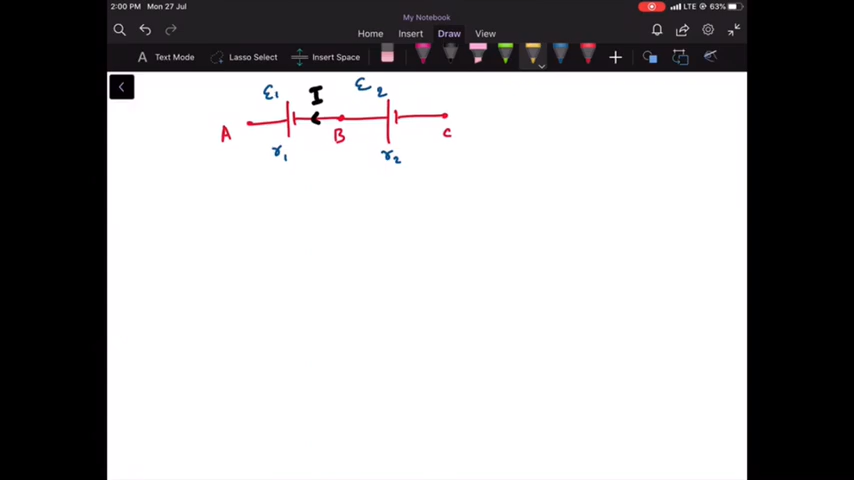 2:00 PM Mon 27 Jul
LTE 63%
My Notebook
Home Insert Draw View
A Text Mode Lasso Select Insert Space
ε₁ I ε₂
A B C
r₁ r₂